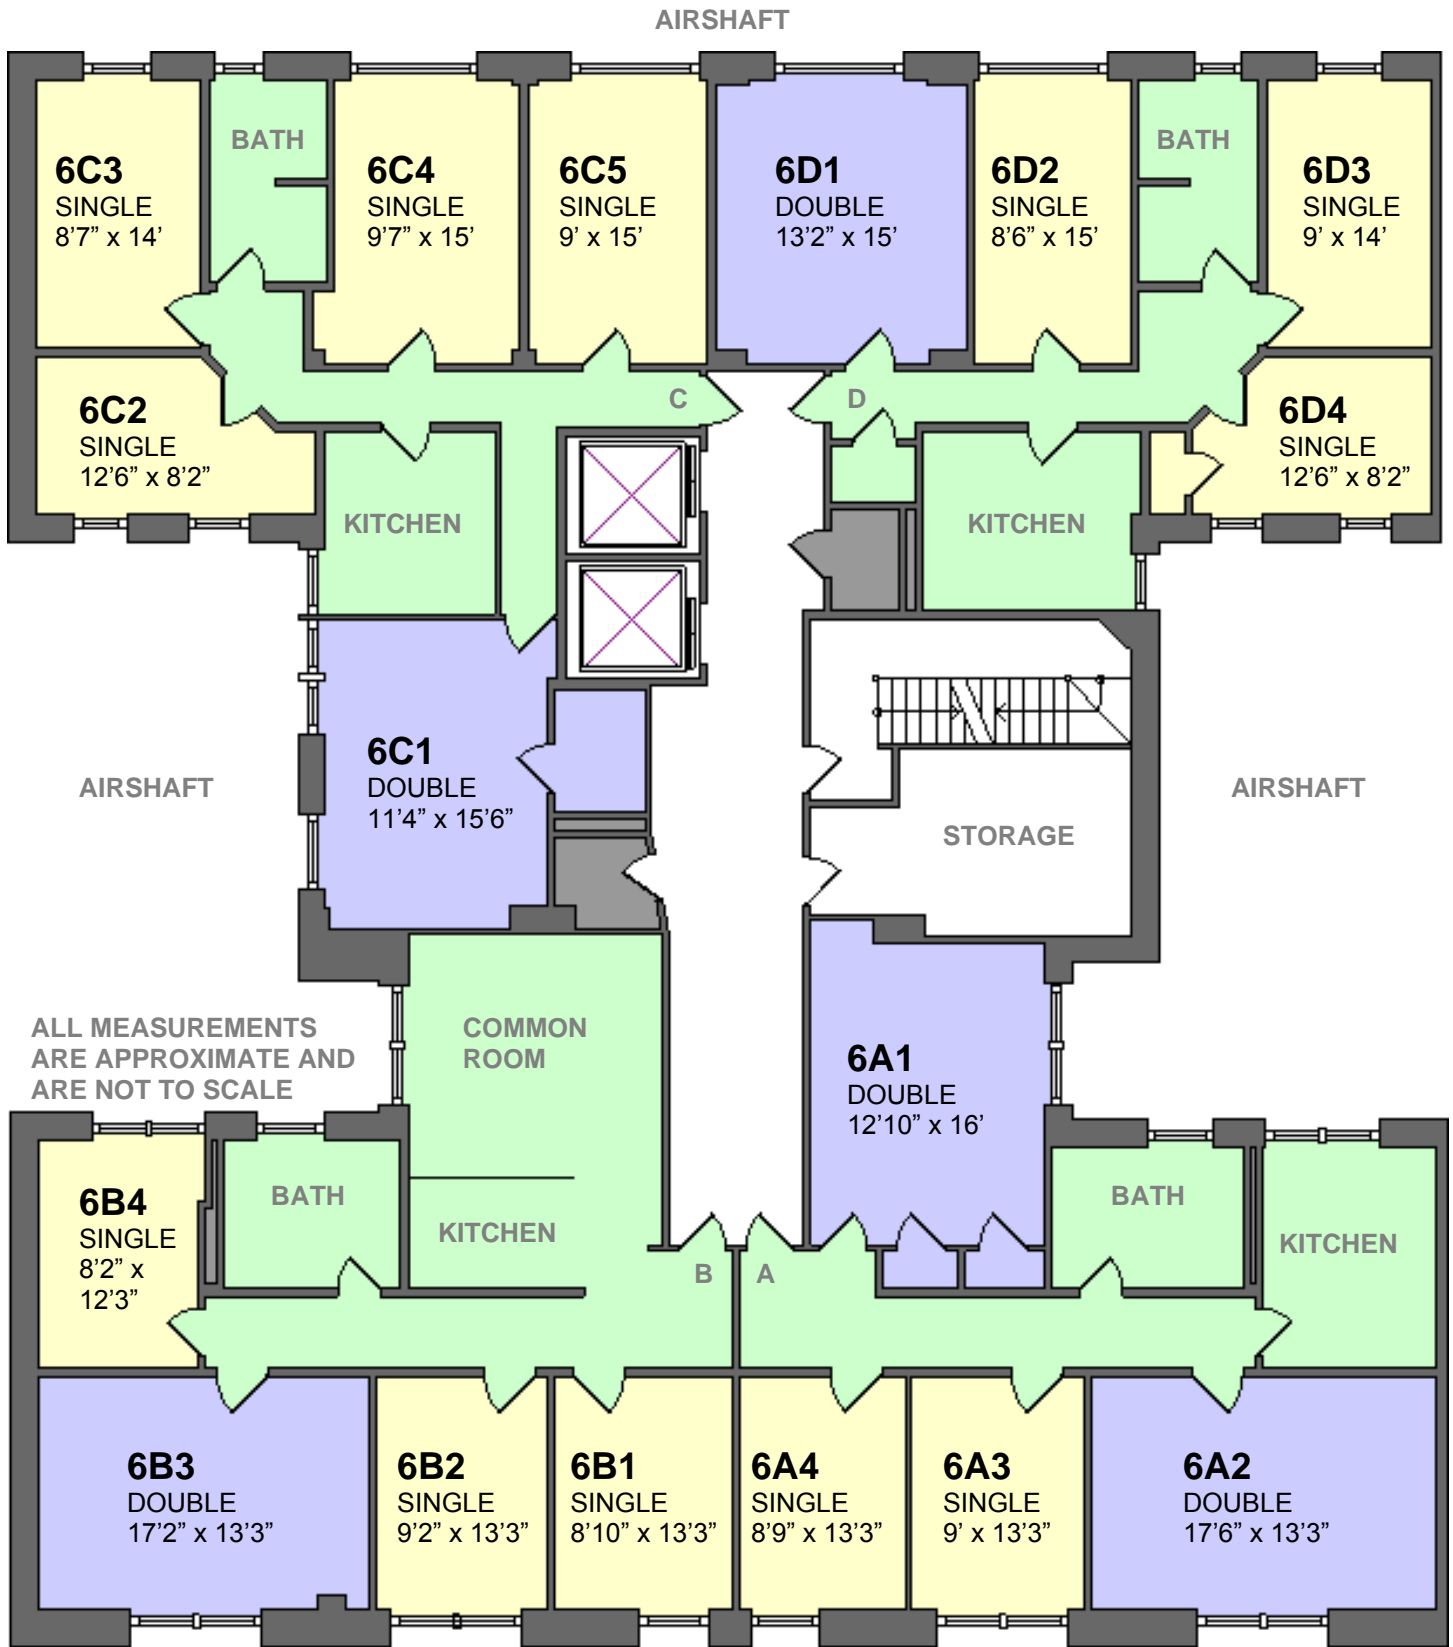 AIRSHAFT
6C3
SINGLE
8’7” x 14’
BATH
6C4
SINGLE
9’7” x 15’
6C5
SINGLE
9’ x 15’
6D1
DOUBLE
13’2” x 15’
6D2
SINGLE
8’6” x 15’
BATH
6D3
SINGLE
9’ x 14’
6C2
SINGLE
12’6” x 8’2”
C
D
6D4
SINGLE
12’6” x 8’2”
KITCHEN
KITCHEN
6C1
DOUBLE
11’4” x 15’6”
AIRSHAFT
AIRSHAFT
STORAGE
ALL MEASUREMENTS
ARE APPROXIMATE AND
ARE NOT TO SCALE
COMMON
ROOM
6A1
DOUBLE
12’10” x 16’
6B4
SINGLE
8’2” x
12’3”
BATH
KITCHEN
B
A
BATH
KITCHEN
6B3
DOUBLE
17’2” x 13’3”
6B2
SINGLE
9’2” x 13’3”
6B1
SINGLE
8’10” x 13’3”
6A4
SINGLE
8’9” x 13’3”
6A3
SINGLE
9’ x 13’3”
6A2
DOUBLE
17’6” x 13’3”